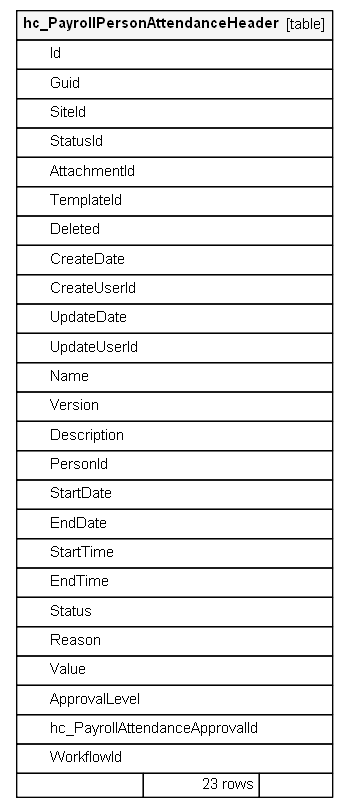 hc_PayrollPersonAttendanceHeader [table]
Id
Guid
SiteId
StatusId
AttachmentId
TemplateId
Deleted
CreateDate
CreateUserId
UpdateDate
UpdateUserId
Name
Version
Description
PersonId
StartDate
EndDate
StartTime
EndTime
Status
Reason
Value
ApprovalLevel
hc_PayrollAttendanceApprovalId
WorkflowId
23 rows